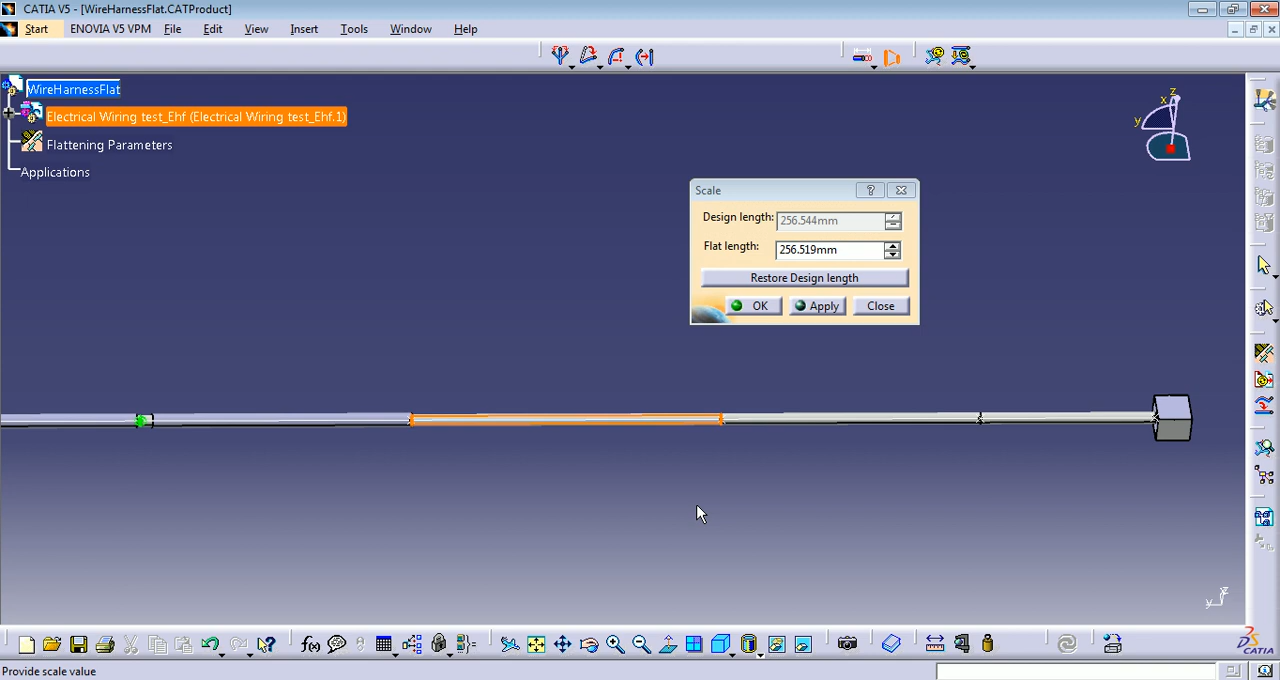 CATIA V5 - [WireHarnessFlat.CATProduct]
Start ENOVIA V5 VPM File Edit View Insert Tools Window Help
WireHarnessFlat
Electrical Wiring test_Ehf (Electrical Wiring test_Ehf.1)
Flattening Parameters
Applications
z
x
y
Scale
Design length: 256.544mm
Flat length: 256.519mm
Restore Design length
OK Apply Close
z
y
f(x)
CATIA
Provide scale value